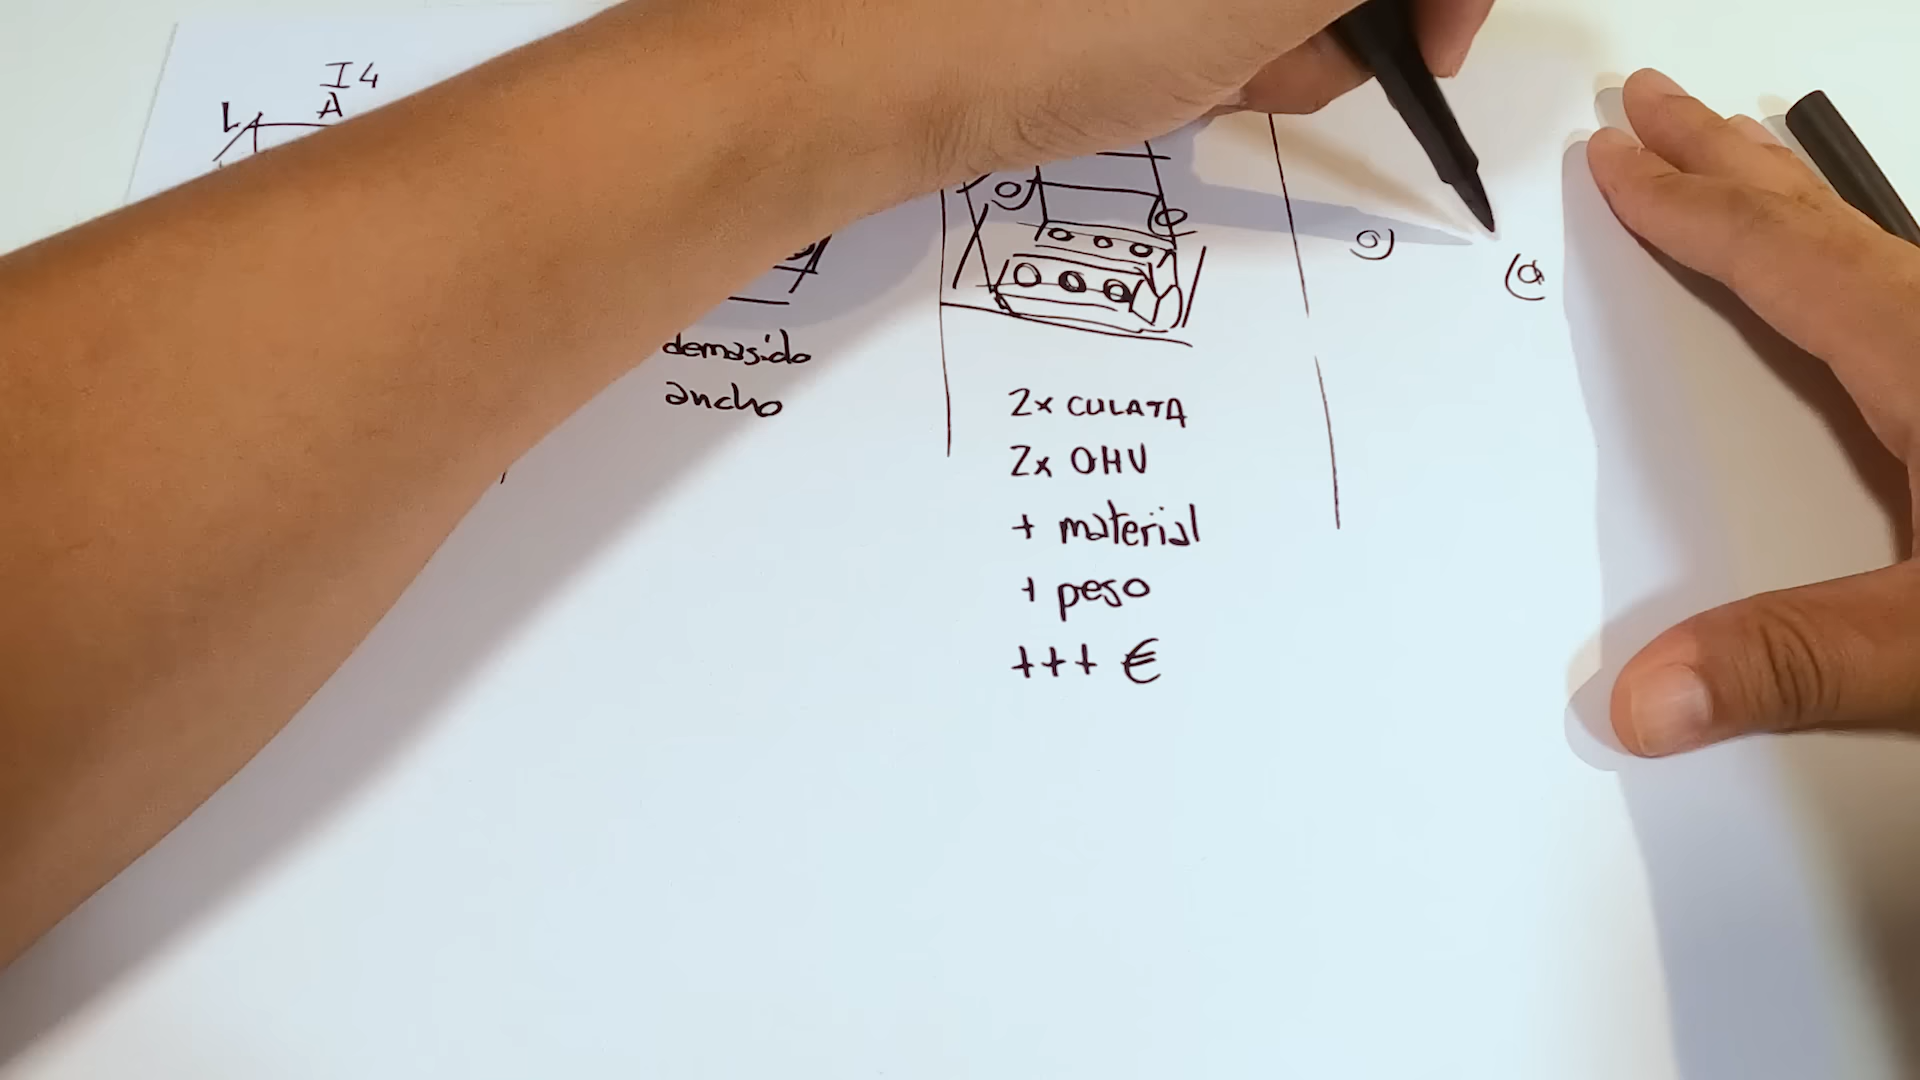 I4
L A
demasido
ancho
2x CULATA
2x OHV
+ material
+ peso
+++ €